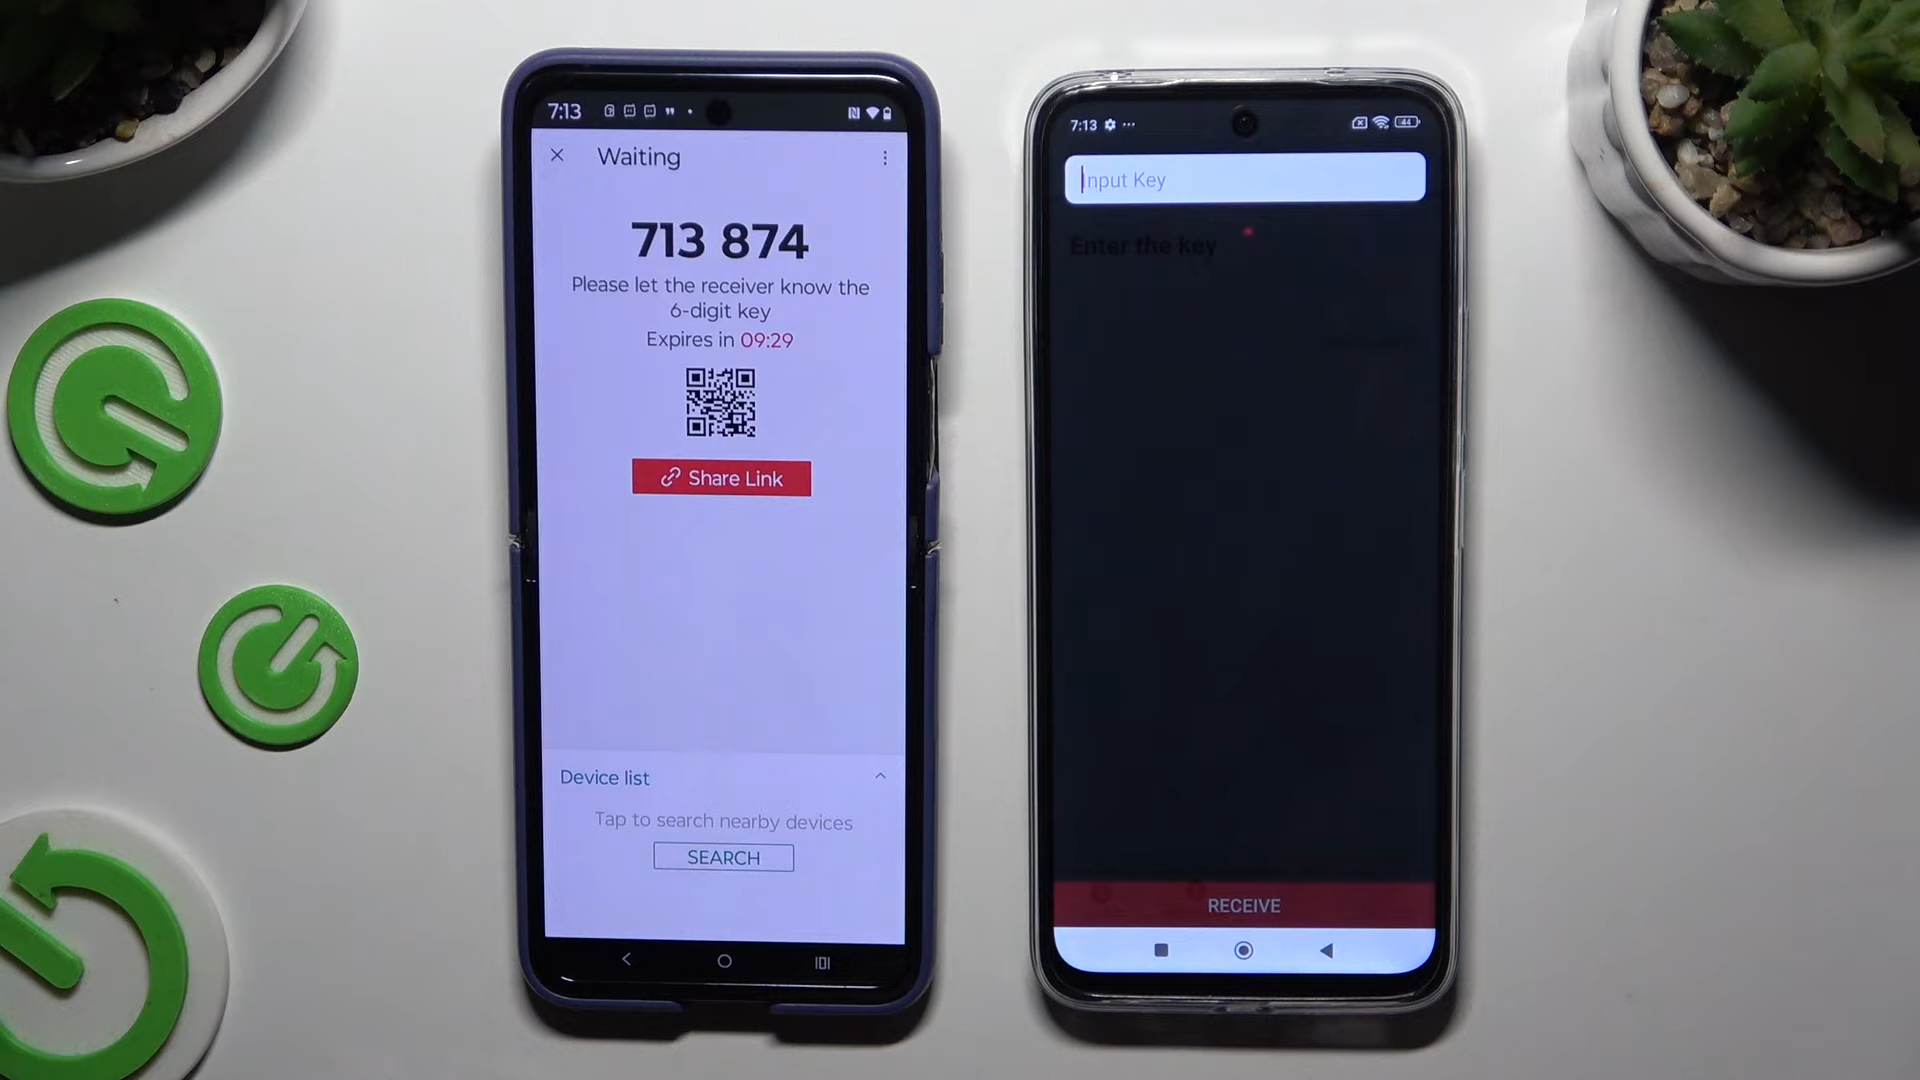 7:13
Waiting
713 874
Please let the receiver know the
6-digit key
Expires in 09:29
Share Link
Device list
Tap to search nearby devices
SEARCH
7:13
44
Input Key
Enter the key
RECEIVE